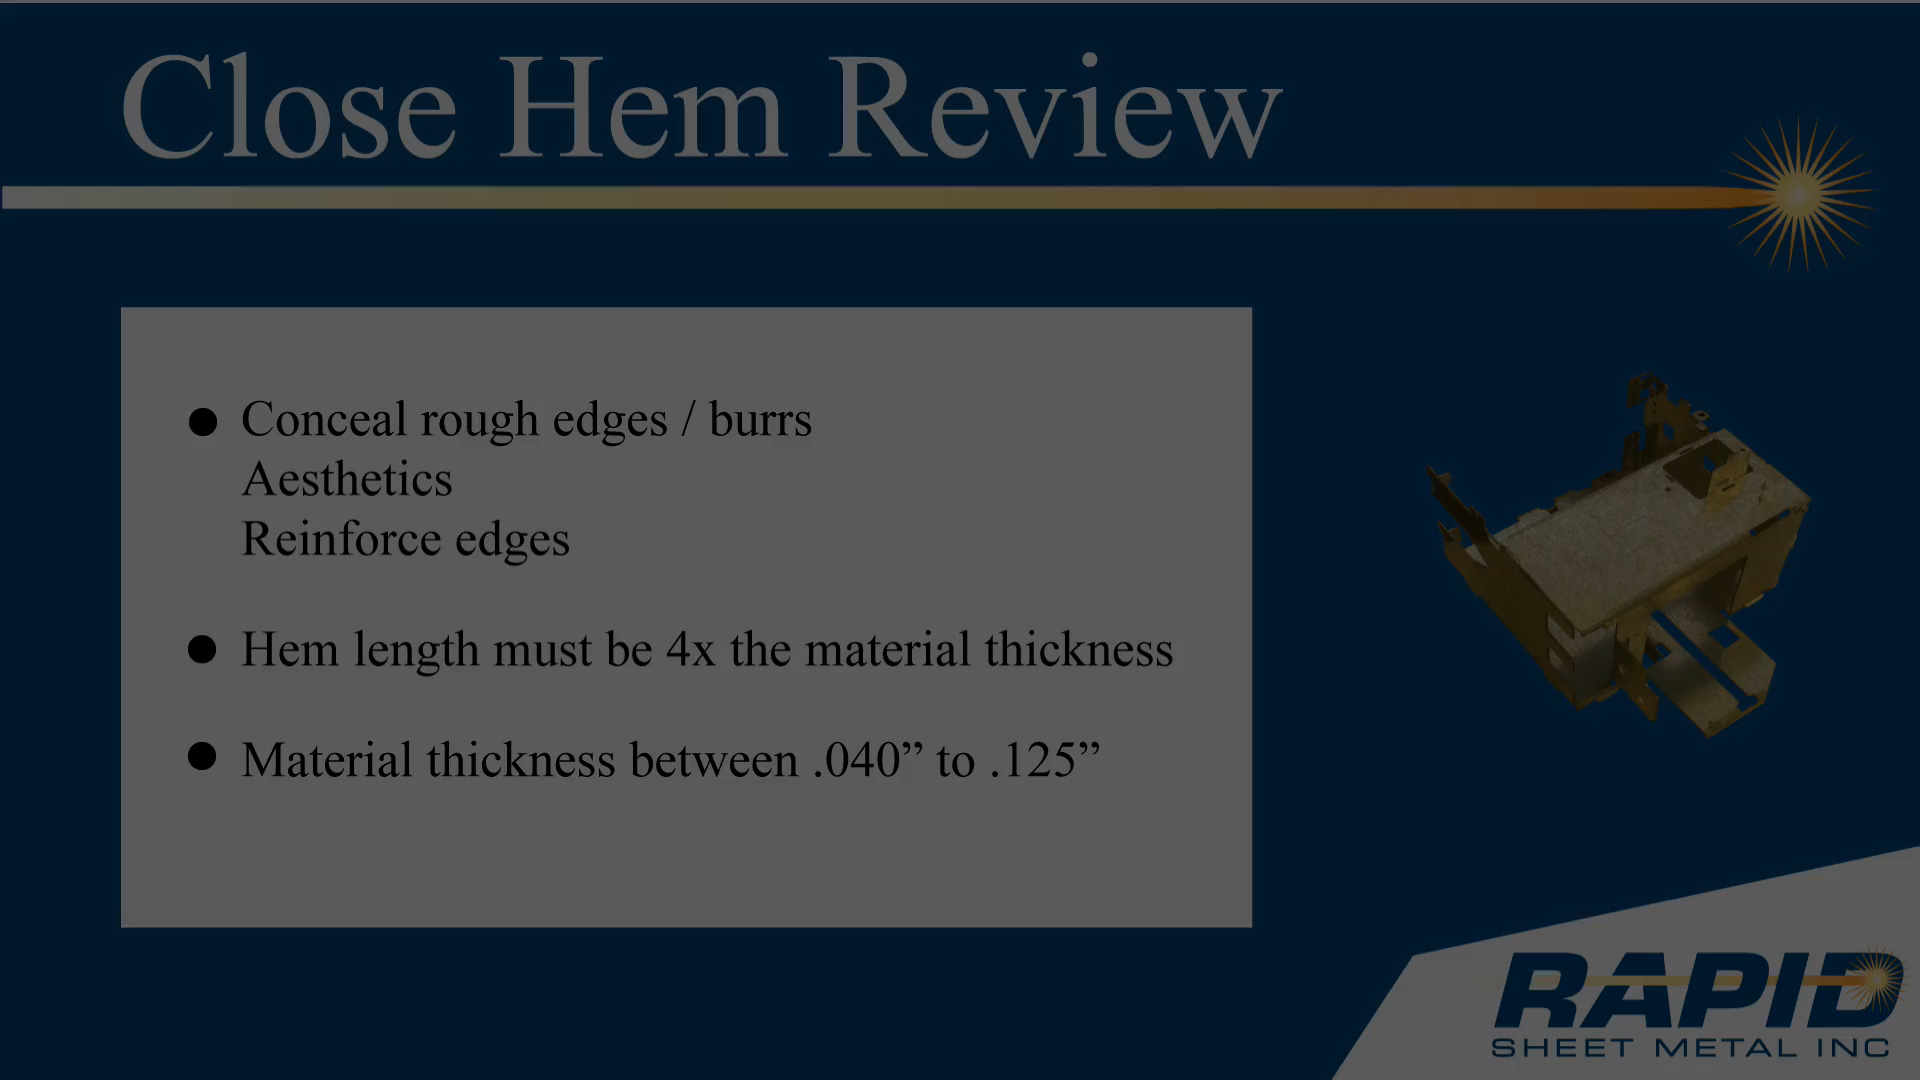 Close Hem Review
Conceal rough edges / burrs
Aesthetics
Reinforce edges
Hem length must be 4x the material thickness
Material thickness between .040” to .125”
RAPID
SHEET METAL INC